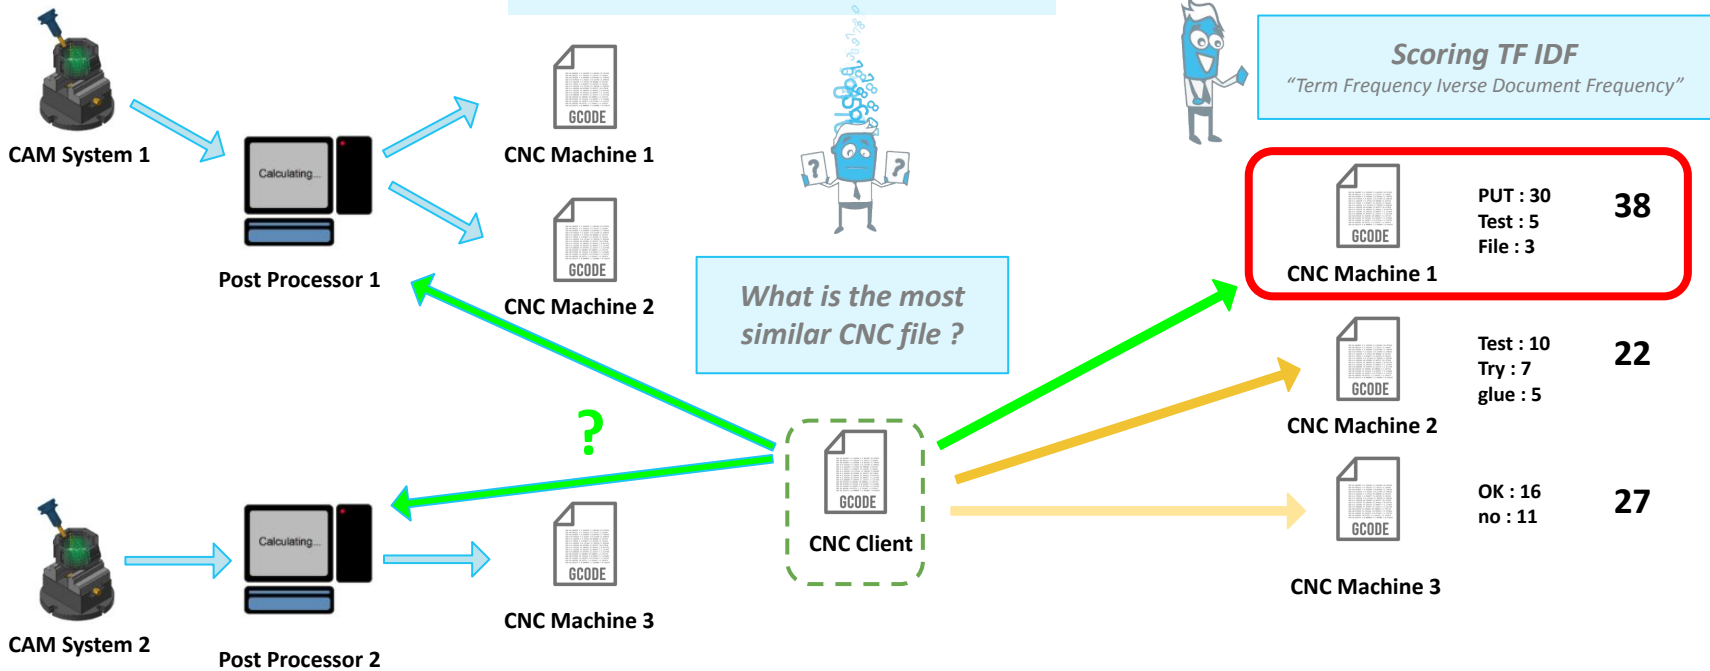 Scoring TF IDF
“Term Frequency Iverse Document Frequency”
GCODE
CAM System 1
Calculating...
CNC Machine 1
GCODE
Post Processor 1
CNC Machine 2
?
?
What is the most
similar CNC file ?
GCODE
PUT : 30
Test : 5
File : 3
38
CNC Machine 1
GCODE
Test : 10
Try : 7
glue : 5
22
CNC Machine 2
?
GCODE
CNC Client
GCODE
OK : 16
no : 11
27
CNC Machine 3
CAM System 2
Calculating...
Post Processor 2
GCODE
CNC Machine 3